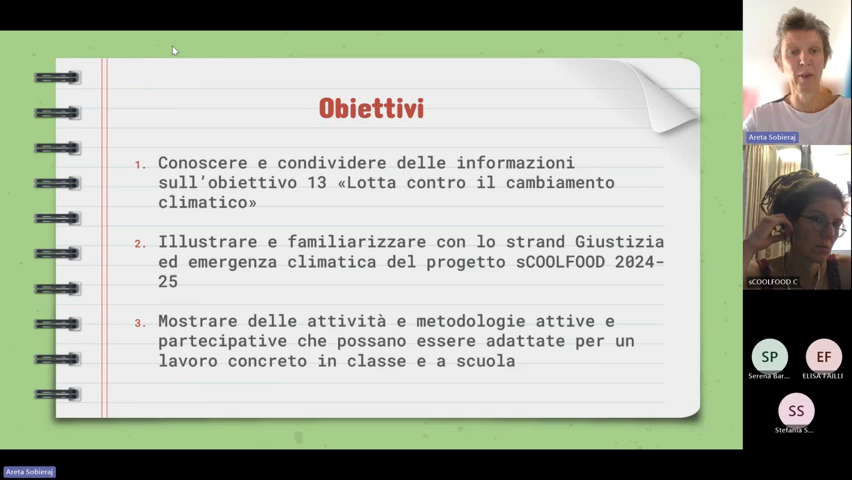 Obiettivi
1. Conoscere e condividere delle informazioni
sull'obiettivo 13 «Lotta contro il cambiamento
climatico»
2. Illustrare e familiarizzare con lo strand Giustizia
ed emergenza climatica del progetto sCOOLFOOD 2024-
25
3. Mostrare delle attività e metodologie attive e
partecipative che possano essere adattate per un
lavoro concreto in classe e a scuola
Areta Sobieraj
sCOOLFOOD C
SP
Serena Bar...
EF
ELISA FAILLI
SS
Stefania S...
Areta Sobieraj